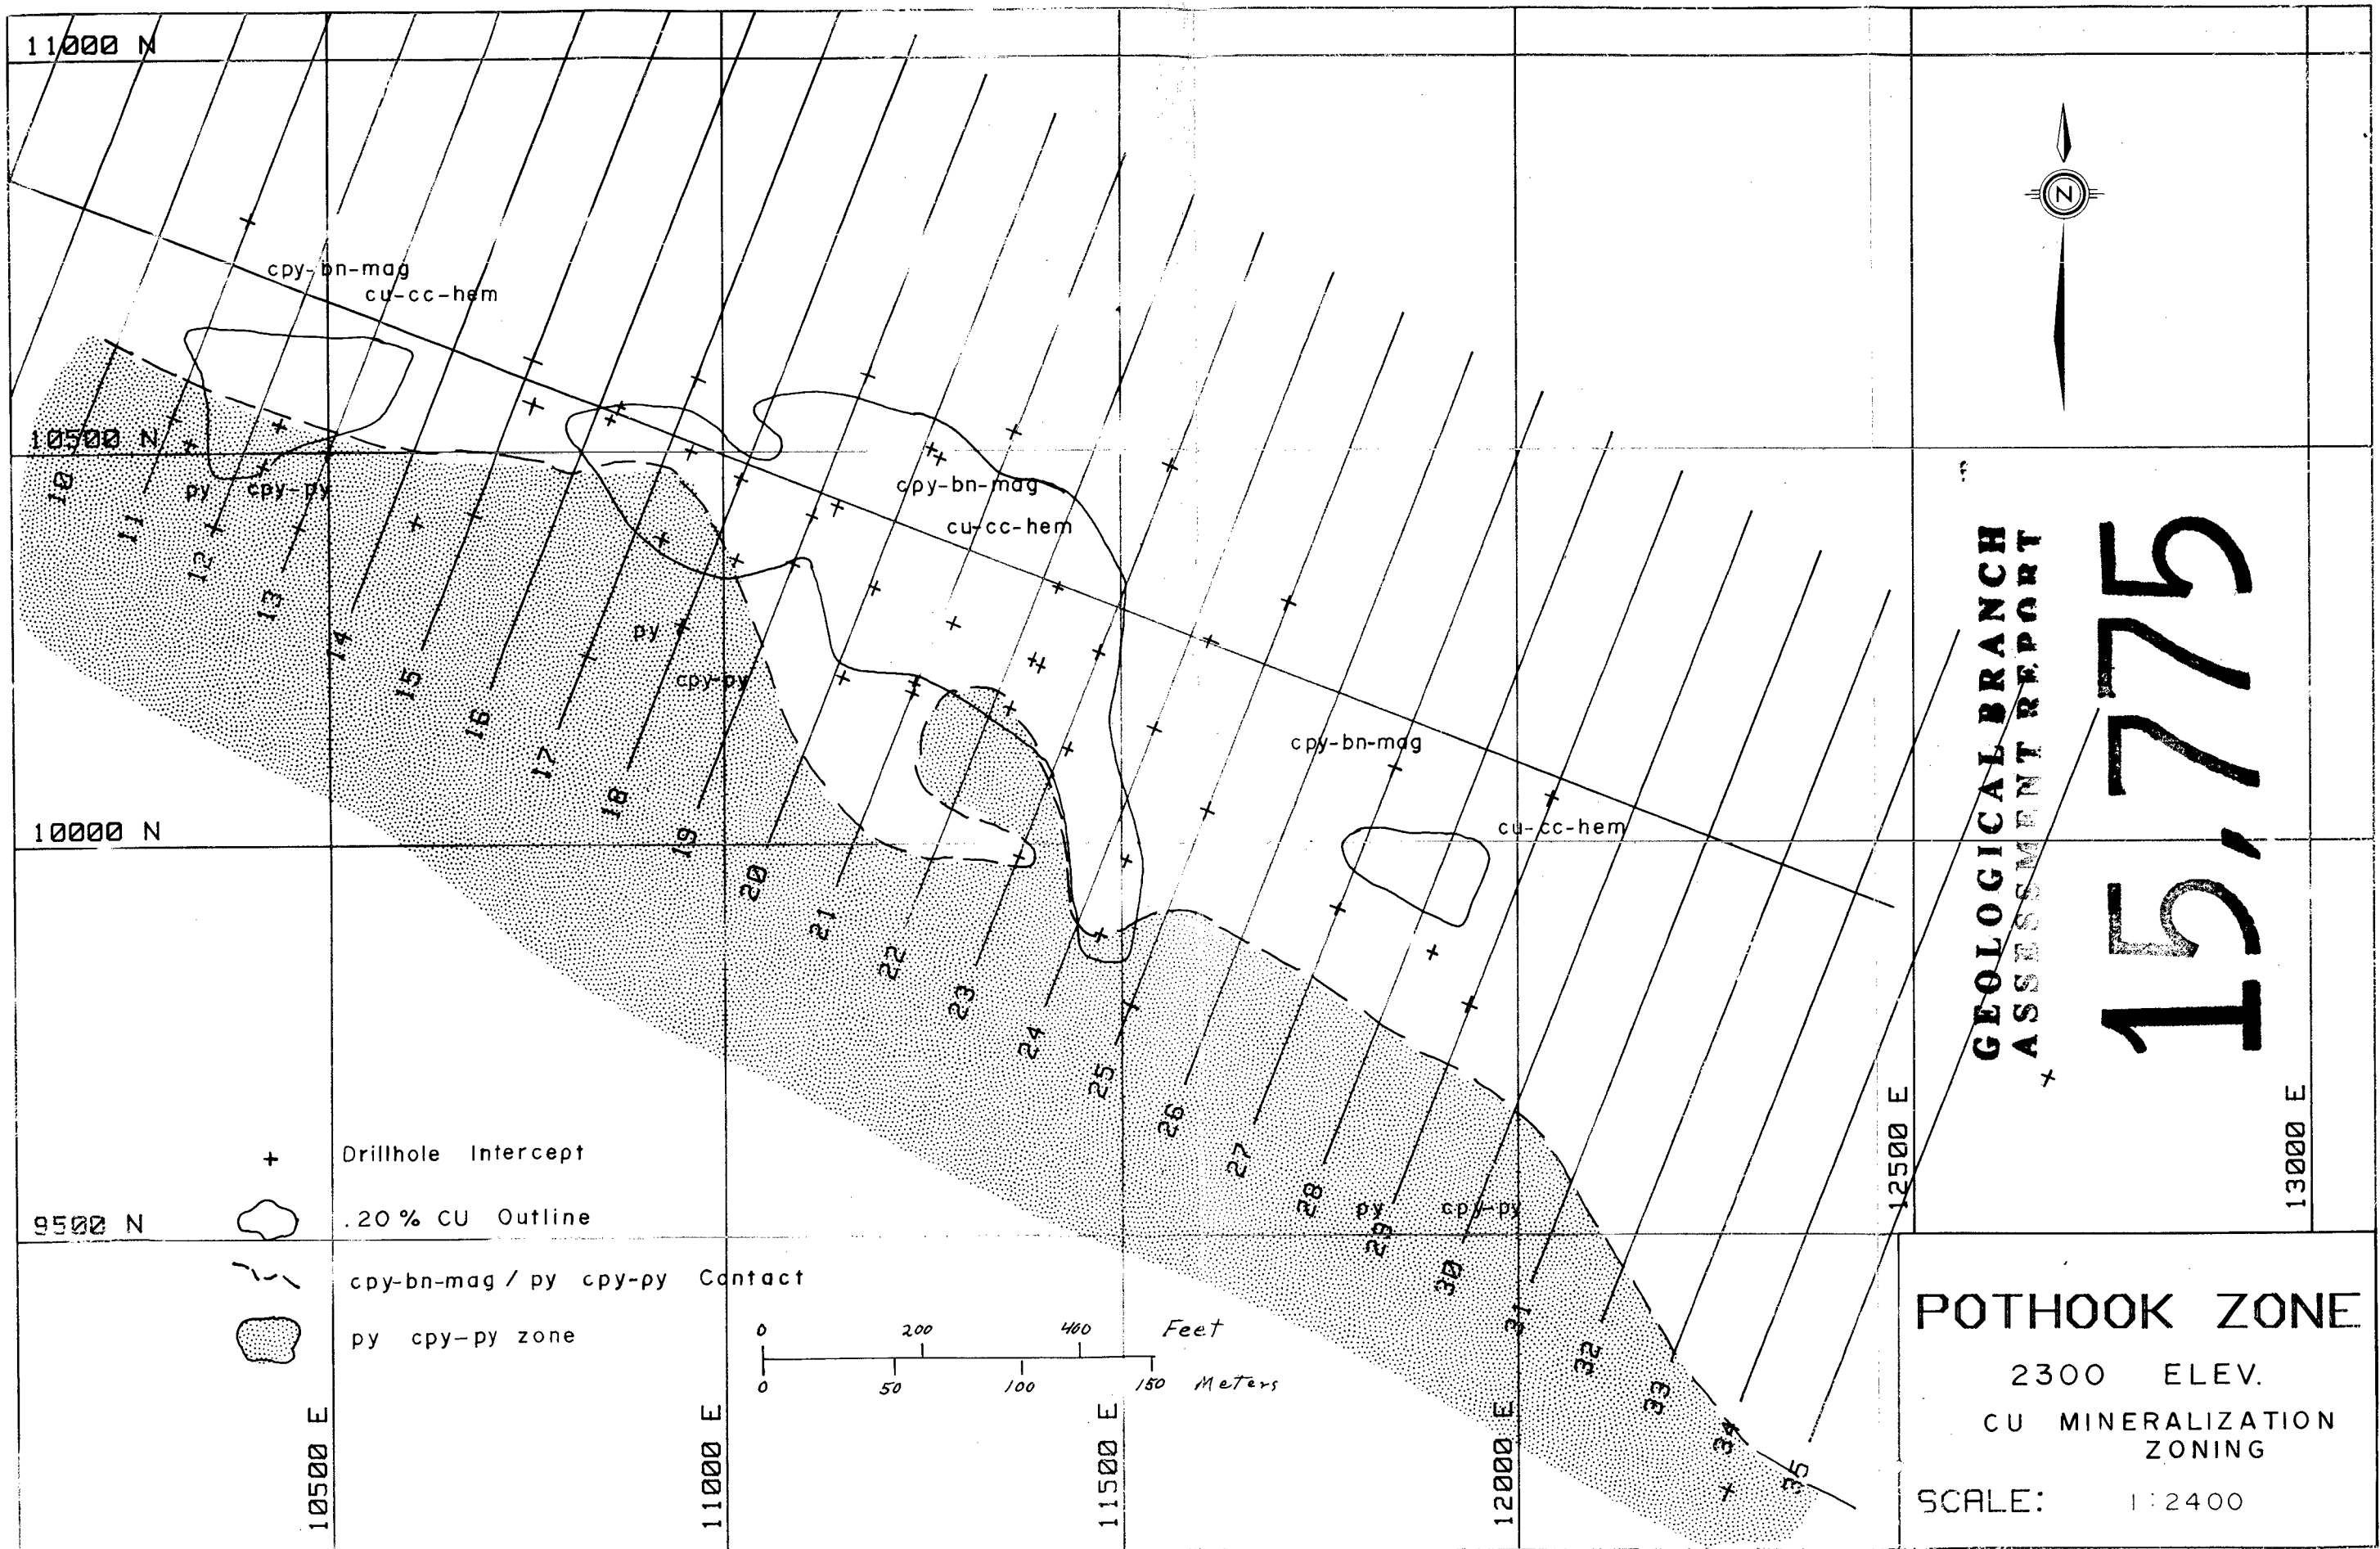 11000 N
cpy-bn-mag
cu-cc-hem
10500 N
py cpy-py
cpy-bn-mag
cu-cc-hem
py
cpy-py
cpy-bn-mag
cu-cc-hem
10000 N
py cpy-py
9500 N
10
11
12
13
14
15
16
17
18
19
20
21
22
23
24
25
26
27
28
29
30
31
32
33
34
35
N
GEOLOGICAL BRANCH
ASSESSMENT REPORT
15,775
+ Drillhole Intercept
.20% CU Outline
cpy-bn-mag / py cpy-py Contact
py cpy-py zone
0 200 400 Feet
0 50 100 150 Meters
10500 E
11000 E
11500 E
12000 E
12500 E
13000 E
POTHOOK ZONE
2300 ELEV.
CU MINERALIZATION
ZONING
SCALE: 1:2400